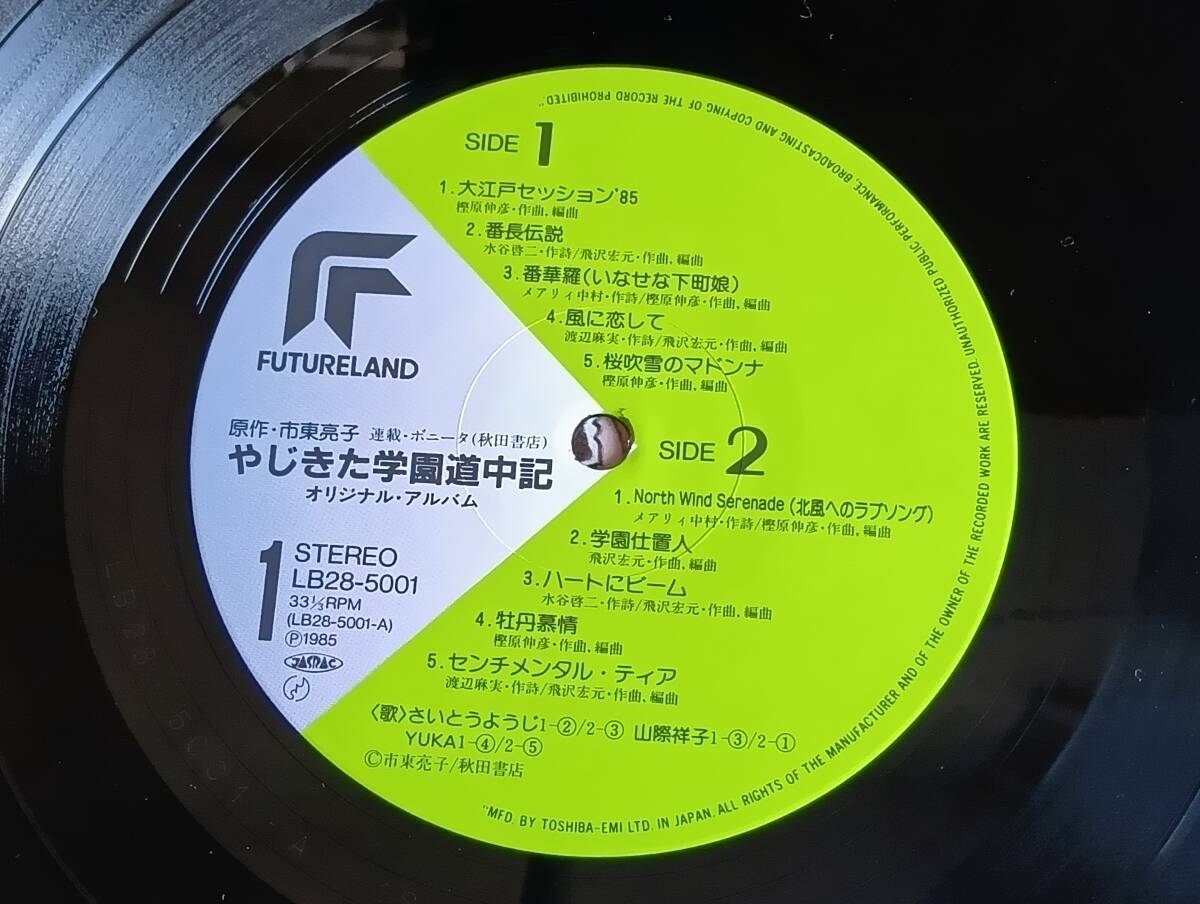 SIDE 1
1.大江戸セッション'85
樫原伸彦・作曲,編曲
2.番長伝説
水谷啓二・作詩/飛沢宏元・作曲,編曲
3.番華羅(いなせな下町娘)
メアリィ中村・作詩/樫原伸彦・作曲,編曲
4.風に恋して
渡辺麻実・作詩/飛沢宏元・作曲,編曲
5.桜吹雪のマドンナ
樫原伸彦・作曲,編曲
FUTURELAND
原作・市東亮子 連載・ボニータ(秋田書店)
やじきた学園道中記
オリジナル・アルバム
1 STEREO
LB28-5001
33⅓RPM
(LB28-5001-A)
Ⓟ1985
JASRAC
SIDE 2
1.North Wind Serenade(北風へのラブソング)
メアリィ中村・作詩/樫原伸彦・作曲,編曲
2.学園仕置人
飛沢宏元・作曲,編曲
3.ハートにビーム
水谷啓二・作詩/飛沢宏元・作曲,編曲
4.牡丹慕情
樫原伸彦・作曲,編曲
5.センチメンタル・ティア
渡辺麻実・作詩/飛沢宏元・作曲,編曲
〈歌〉さいとうようじ1-②/2-③ 山際祥子1-③/2-①
YUKA1-④/2-⑤
©市東亮子/秋田書店
"MFD. BY TOSHIBA-EMI LTD. IN JAPAN. ALL RIGHTS OF THE MANUFACTURER AND OF THE OWNER OF THE RECORDED WORK ARE RESERVED. UNAUTHORIZED PUBLIC PERFORMANCE, BROADCASTING AND COPYING OF THE RECORD PROHIBITED".
LB28 5001 A